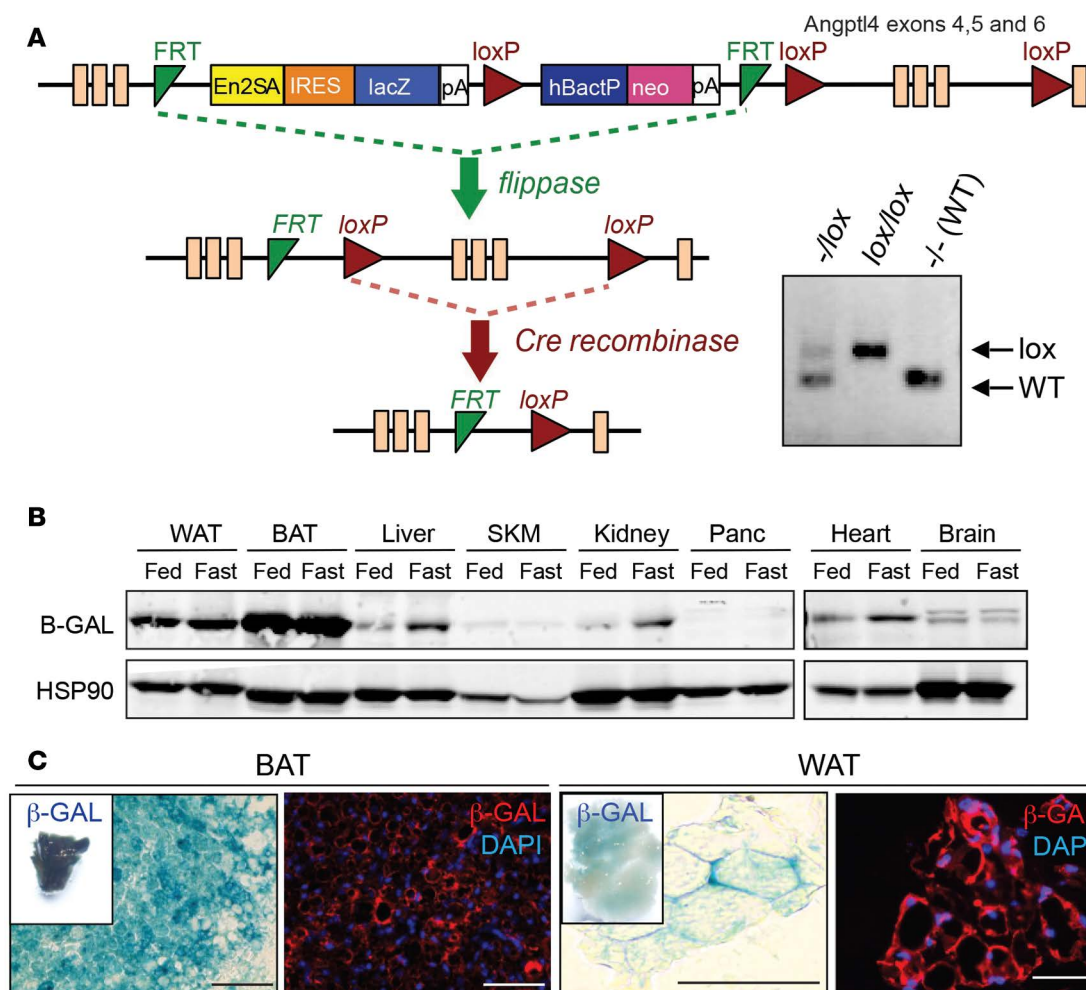 A
Angptl4 exons 4,5 and 6
FRT loxP FRT loxP loxP
En2SA IRES lacZ pA hBactP neo pA
flippase
FRT loxP loxP
Cre recombinase
FRT loxP
-/lox lox/lox -/- (WT)
lox
WT
B
WAT BAT Liver SKM Kidney Panc Heart Brain
Fed Fast Fed Fast Fed Fast Fed Fast Fed Fast Fed Fast Fed Fast Fed Fast
B-GAL
HSP90
C
BAT WAT
β-GAL β-GAL β-GAL β-GA
DAPI DAP